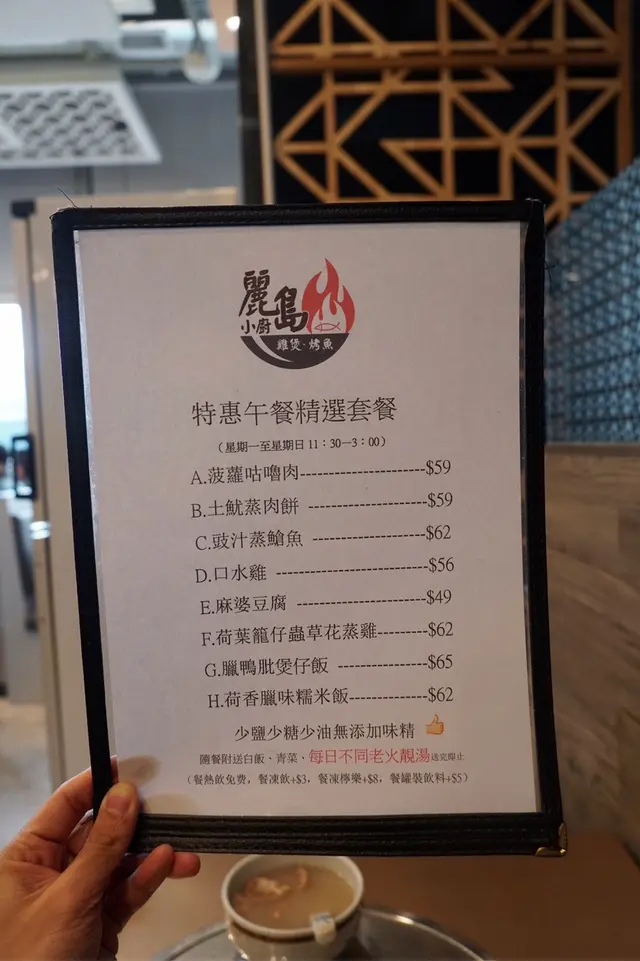 麗島
小廚
雞煲·烤魚
特惠午餐精選套餐
（星期一至星期日 11：30—3：00）
A.菠蘿咕嚕肉----------------------$59
B.土魷蒸肉餅 ---------------------$59
C.豉汁蒸鯧魚 --------------------$62
D.口水雞 ---------------------------$56
E.麻婆豆腐 -----------------------$49
F.荷葉籠仔蟲草花蒸雞---------$62
G.臘鴨肶煲仔飯 ----------------$65
H.荷香臘味糯米飯---------------$62
少鹽少糖少油無添加味精 👍
隨餐附送白飯、青菜、每日不同老火靚湯送完即止
（餐熱飲免費，餐凍飲+$3，餐凍檸樂+$8，餐罐裝飲料+$5）